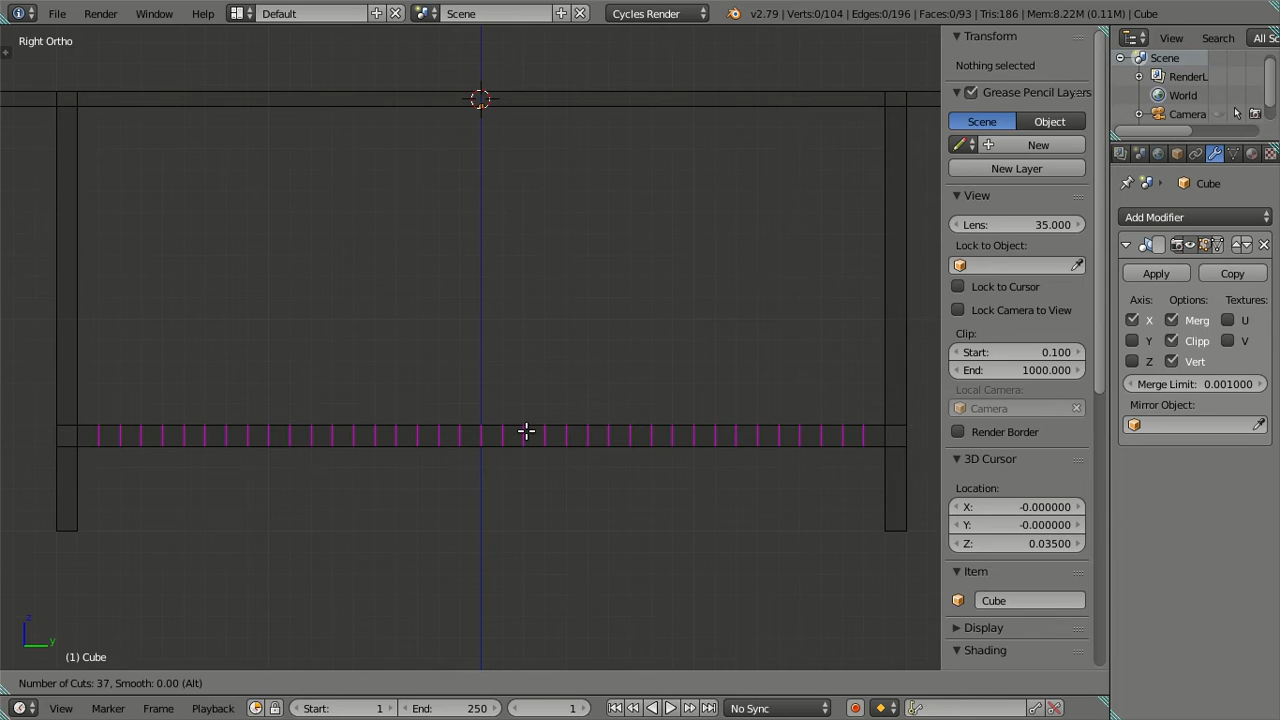 File Render Window Help Default Scene Cycles Render v2.79 | Verts:0/104 | Edges:0/196 | Faces:0/93 | Tris:186 | Mem:8.22M (0.11M) | Cube
Right Ortho
Transform
Nothing selected
Grease Pencil Layers
Scene Object
New
New Layer
View
Lens: 35.000
Lock to Object:
Lock to Cursor
Lock Camera to View
Clip:
Start: 0.100
End: 1000.000
Local Camera:
Camera
Render Border
3D Cursor
Location:
X: -0.000000
Y: -0.000000
Z: 0.03500
Item
Cube
Display
Shading
View Search All Sc
Scene
RenderL
World
Camera
Cube
Add Modifier
Apply Copy
Axis: Options: Textures:
X Merg U
Y Clipp V
Z Vert
Merge Limit: 0.001000
Mirror Object:
z
y
(1) Cube
Number of Cuts: 37, Smooth: 0.00 (Alt)
View Marker Frame Playback Start: 1 End: 250 1 No Sync